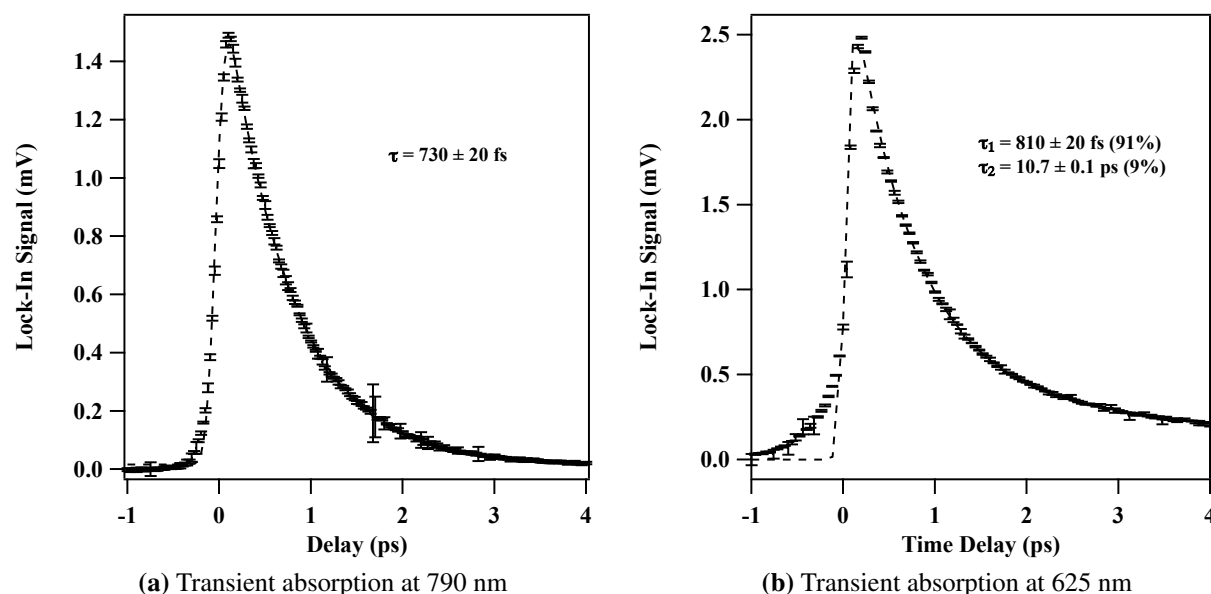 Lock-In Signal (mV)
1.4
1.2
1.0
0.8
0.6
0.4
0.2
0.0
τ = 730 ± 20 fs
-1
0
1
2
3
4
Delay (ps)
(a) Transient absorption at 790 nm
Lock-In Signal (mV)
2.5
2.0
1.5
1.0
0.5
0.0
τ1 = 810 ± 20 fs (91%)
τ2 = 10.7 ± 0.1 ps (9%)
-1
0
1
2
3
4
Time Delay (ps)
(b) Transient absorption at 625 nm